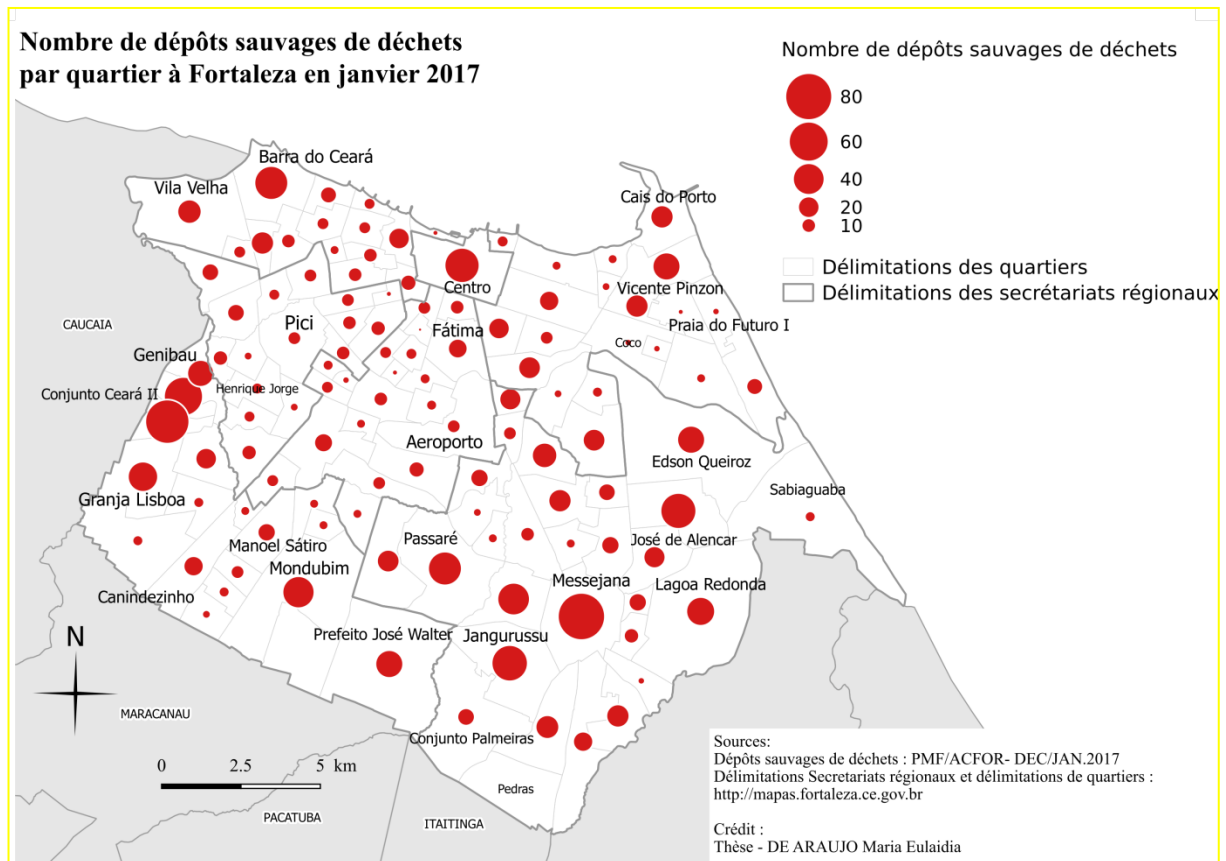 Nombre de dépôts sauvages de déchets
par quartier à Fortaleza en janvier 2017
Nombre de dépôts sauvages de déchets
80
60
40
20
10
Délimitations des quartiers
Délimitations des secrétariats régionaux
Barra do Ceará
Vila Velha
Cais do Porto
Centro
Vicente Pinzon
CAUCAIA
Pici
Fátima
Praia do Futuro I
Coco
Genibau
Conjunto Ceará II
Henrique Jorge
Aeroporto
Edson Queiroz
Granja Lisboa
Sabiaguaba
Manoel Sátiro
Passaré
José de Alencar
Mondubim
Messejana
Lagoa Redonda
Canindezinho
Prefeito José Walter
Jangurussu
N
MARACANAU
Conjunto Palmeiras
0 2.5 5 km
Pedras
PACATUBA
ITAITINGA
Sources:
Dépôts sauvages de déchets : PMF/ACFOR- DEC/JAN.2017
Délimitations Secretariats régionaux et délimitations de quartiers :
http://mapas.fortaleza.ce.gov.br
Crédit :
Thèse - DE ARAUJO Maria Eulaidia